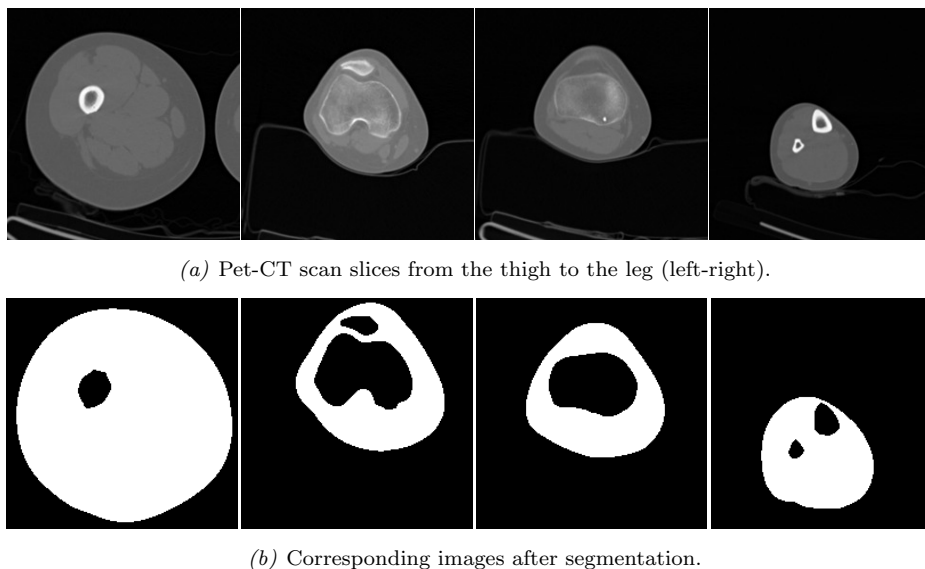 (a) Pet-CT scan slices from the thigh to the leg (left-right).
(b) Corresponding images after segmentation.